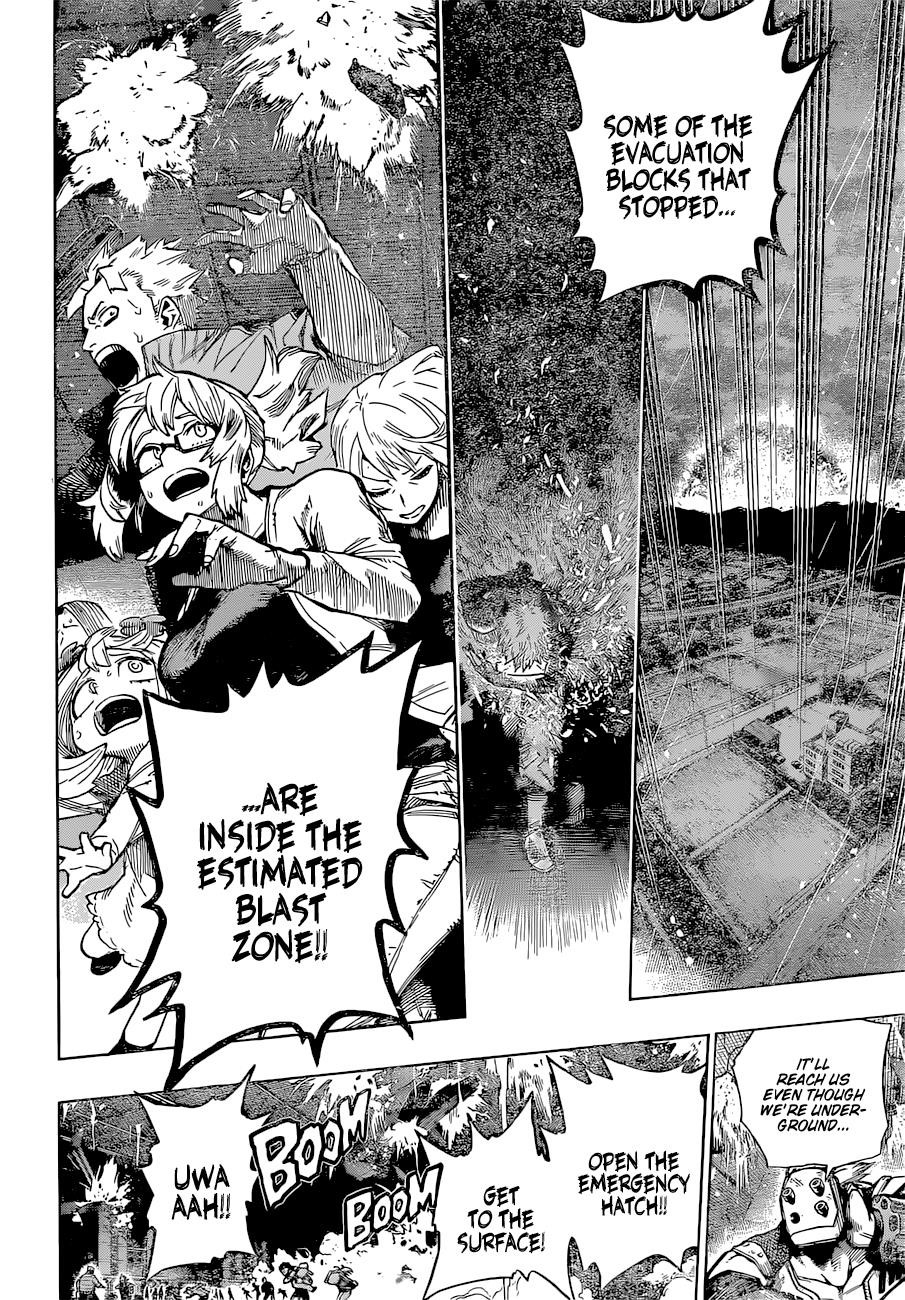 SOME OF THE
EVACUATION
BLOCKS THAT
STOPPED...
...ARE
INSIDE THE
ESTIMATED
BLAST
ZONE!!
IT'LL
REACH US
EVEN THOUGH
WE'RE UNDER-
GROUND...
OPEN THE
EMERGENCY
HATCH!!
GET
TO THE
SURFACE!
BOOM
BOOM
UWA
AAH!!